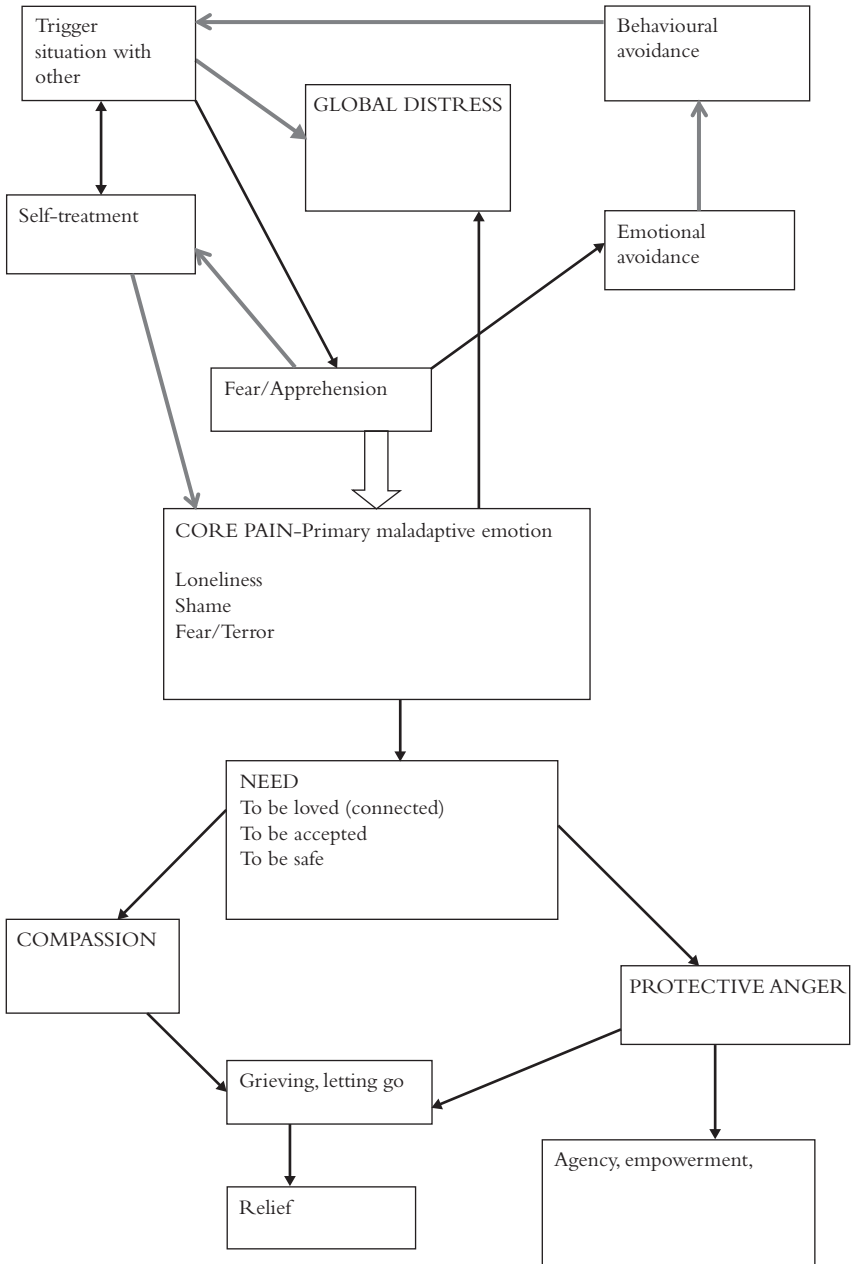 Trigger
situation with
other
Behavioural
avoidance
GLOBAL DISTRESS
Self-treatment
Emotional
avoidance
Fear/Apprehension
CORE PAIN-Primary maladaptive emotion
Loneliness
Shame
Fear/Terror
NEED
To be loved (connected)
To be accepted
To be safe
COMPASSION
PROTECTIVE ANGER
Grieving, letting go
Agency, empowerment,
Relief